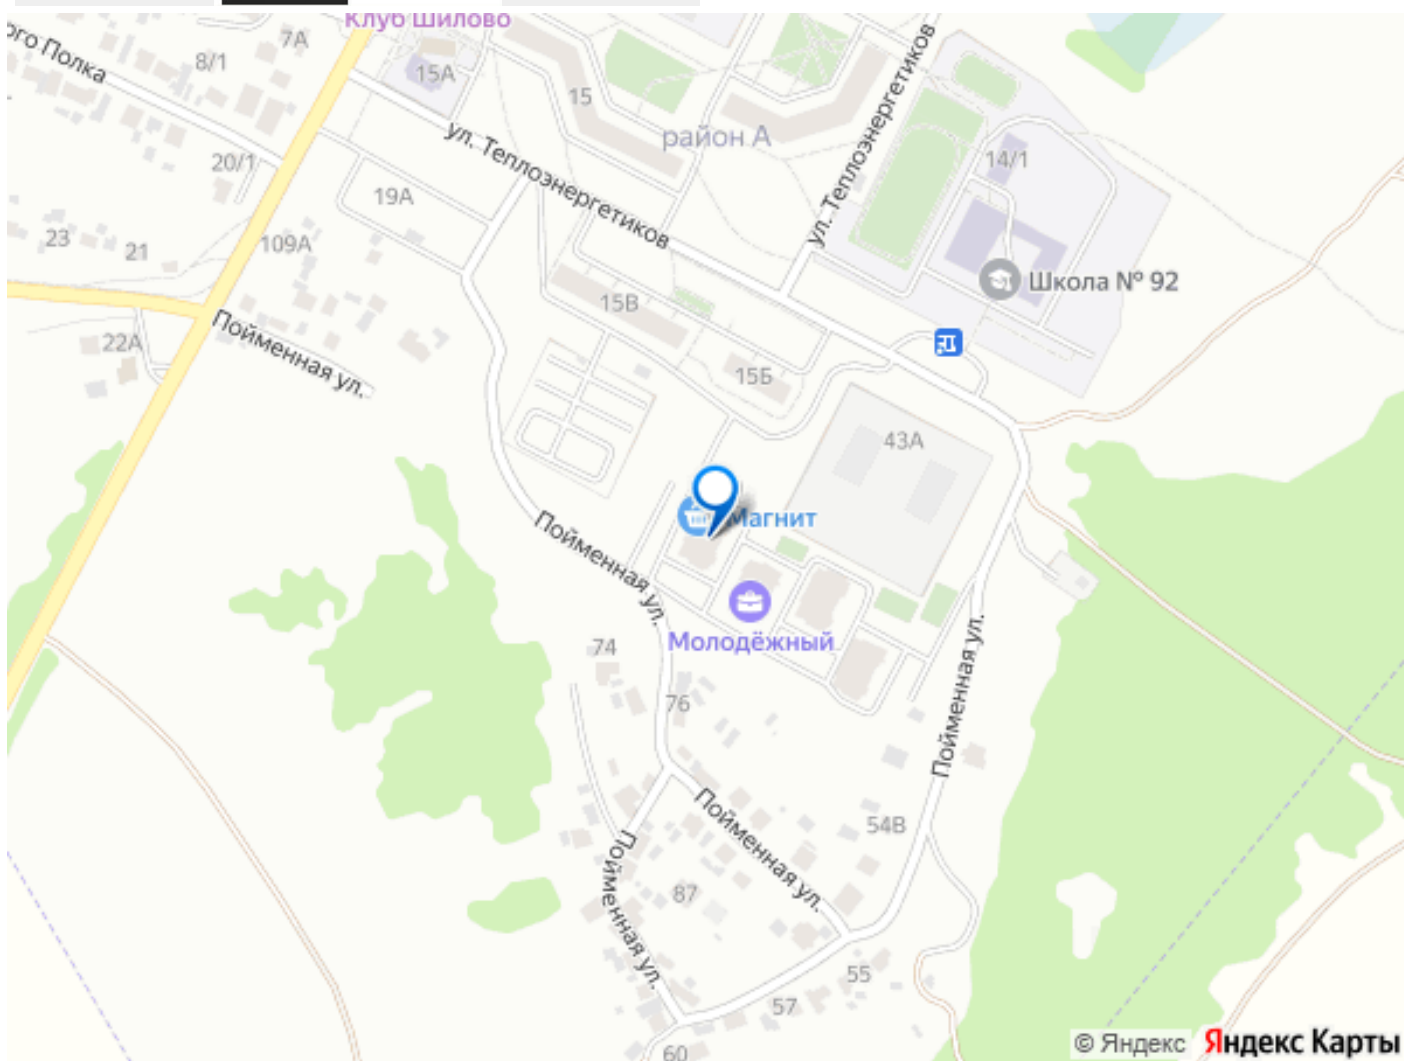 Клуб Шилово
ого Полка
7А
8/1
15А
15
район А
ул. Теплоэнергетиков
ул. Теплоэнергетиков
14/1
20/1
19А
23
21
109А
Школа № 92
15В
22А
Пойменная ул.
15Б
43А
Магнит
Пойменная ул.
Молодёжный
74
76
Пойменная ул.
Пойменная ул.
54В
Пойменная ул.
87
55
57
60
© Яндекс Яндекс Карты